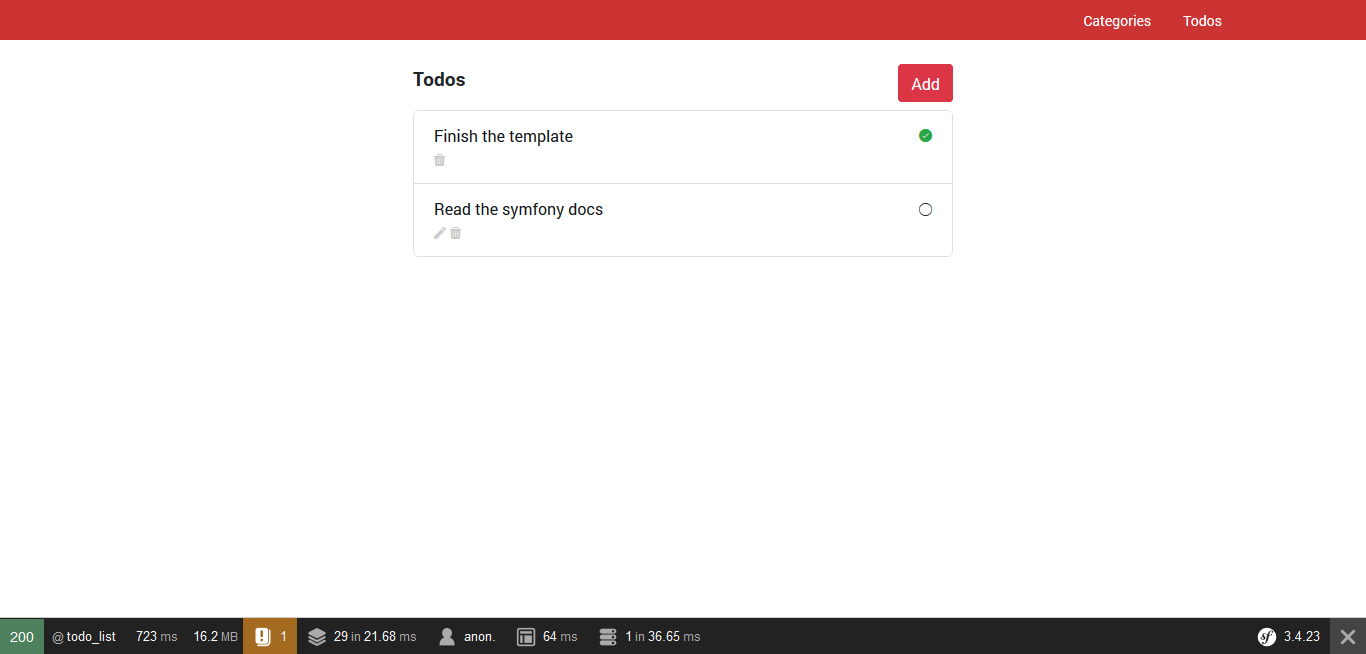 Categories Todos
Todos Add
Finish the template
Read the symfony docs
200 @ todo_list 723 ms 16.2 MB 1 29 in 21.68 ms anon. 64 ms 1 in 36.65 ms sf 3.4.23